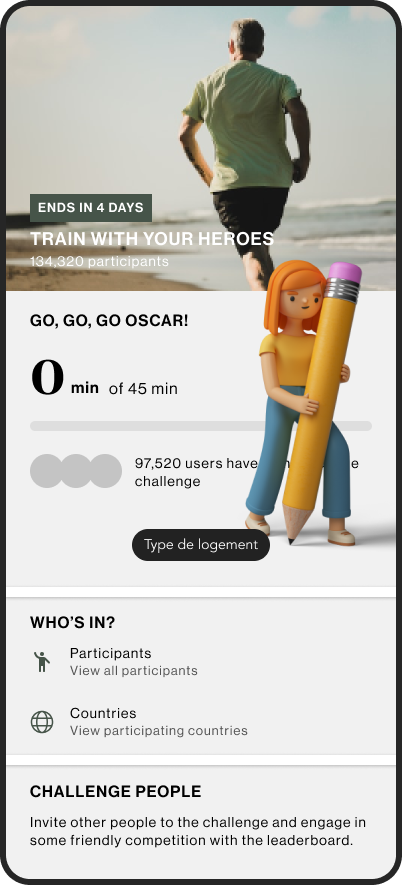 ENDS IN 4 DAYS
TRAIN WITH YOUR HEROES
134,320 participants
GO, GO, GO OSCAR!
0 min of 45 min
97,520 users have
challenge
Type de logement
WHO'S IN?
Participants
View all participants
Countries
View participating countries
CHALLENGE PEOPLE
Invite other people to the challenge and engage in
some friendly competition with the leaderboard.